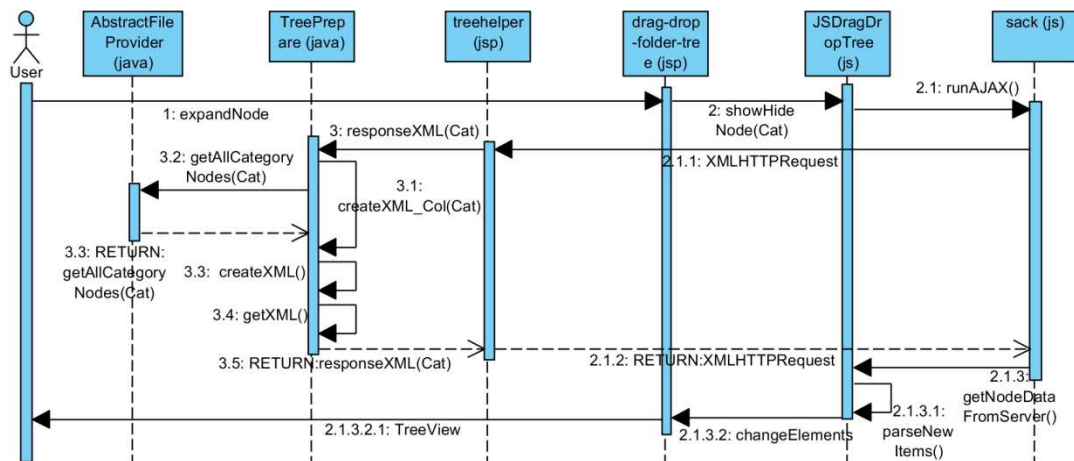 AbstractFile
Provider
(java)
TreePrep
are (java)
treehelper
(jsp)
drag-drop
-folder-tre
e (jsp)
JSDragDr
opTree
(js)
sack (js)
User
1: expandNode
2: showHide
Node(Cat)
2.1: runAJAX()
3: responseXML(Cat)
2.1.1: XMLHTTPRequest
3.2: getAllCategory
Nodes(Cat)
3.1:
createXML_Col(Cat)
3.3: RETURN:
getAllCategory
Nodes(Cat)
3.3: createXML()
3.4: getXML()
3.5: RETURN:responseXML(Cat)
2.1.2: RETURN:XMLHTTPRequest
2.1.3:
getNodeData
FromServer()
2.1.3.1:
parseNew
Items()
2.1.3.2: changeElements
2.1.3.2.1: TreeView